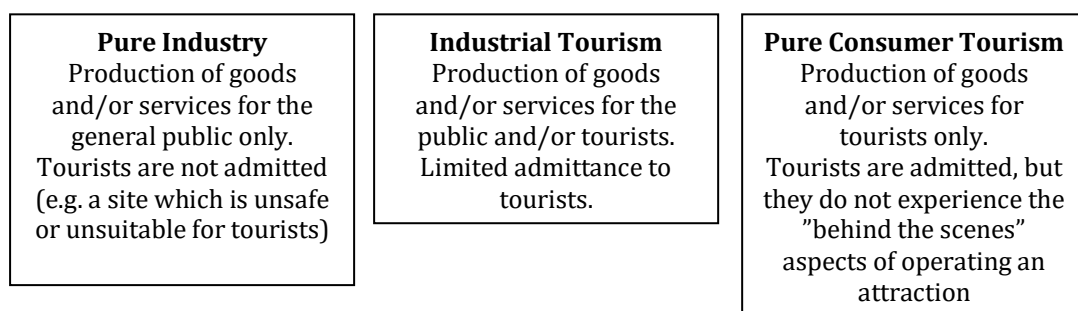 Pure Industry
Production of goods
and/or services for the
general public only.
Tourists are not admitted
(e.g. a site which is unsafe
or unsuitable for tourists)
Industrial Tourism
Production of goods
and/or services for the
public and/or tourists.
Limited admittance to
tourists.
Pure Consumer Tourism
Production of goods
and/or services for
tourists only.
Tourists are admitted, but
they do not experience the
”behind the scenes”
aspects of operating an
attraction